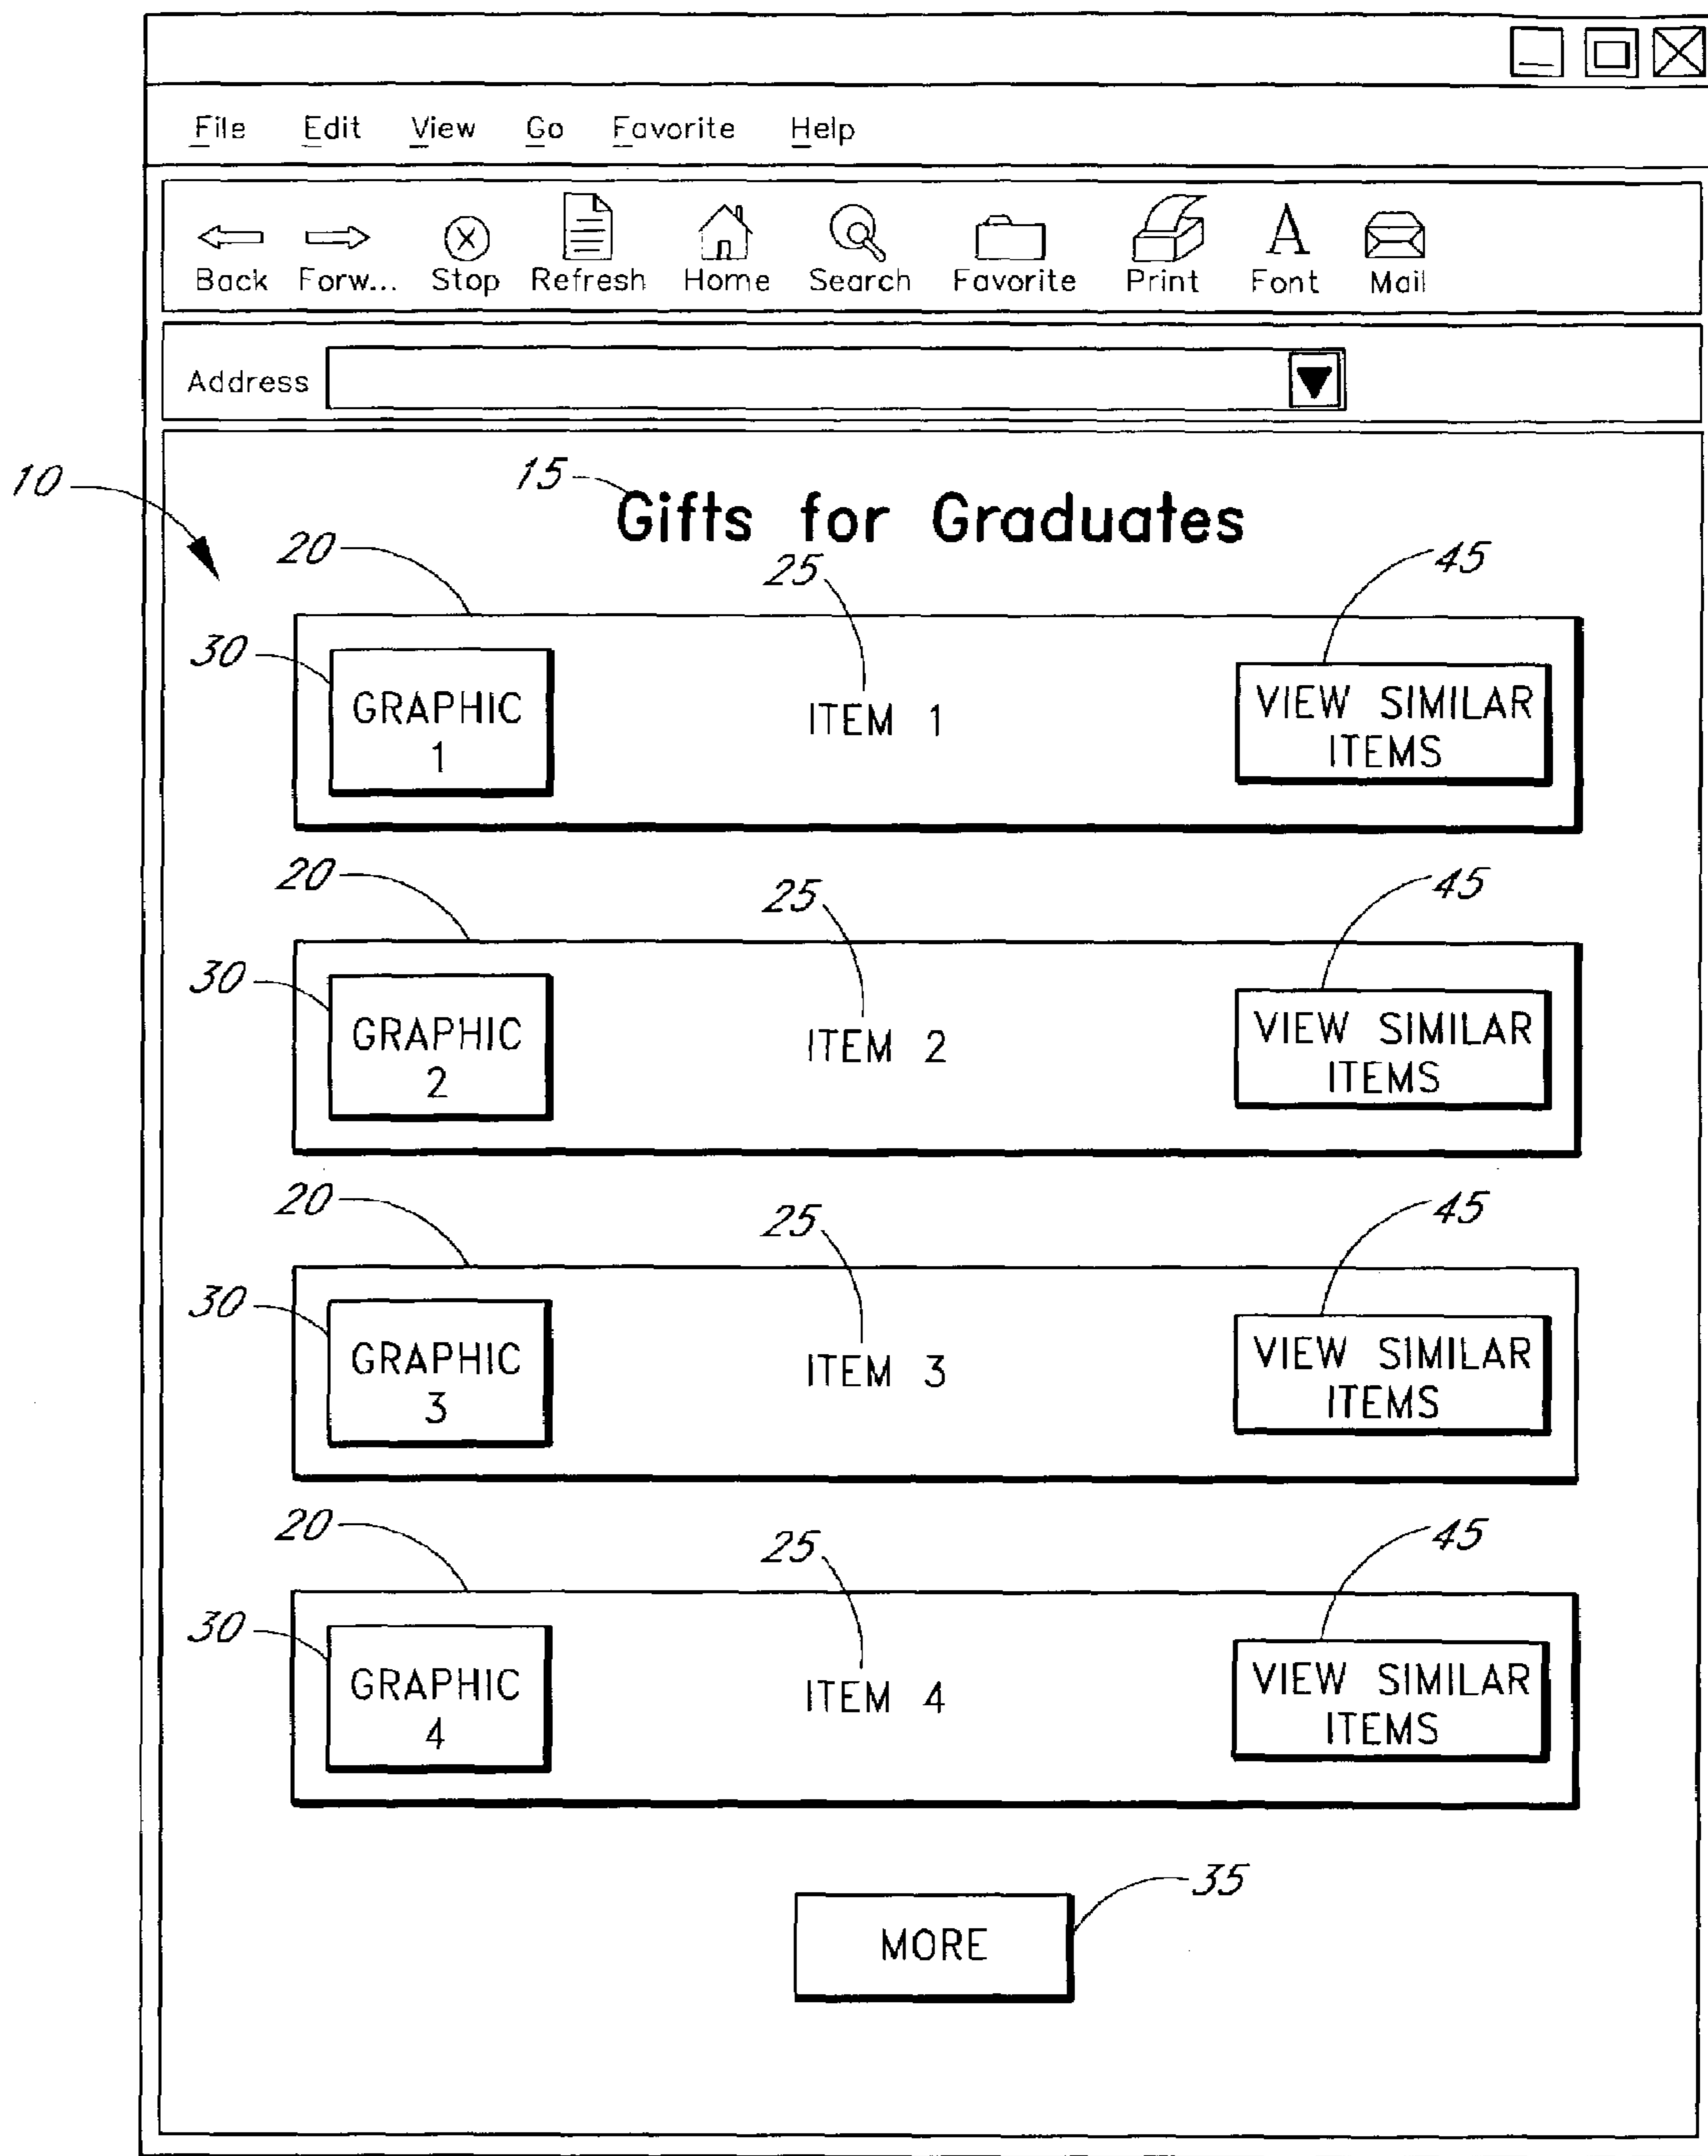 File Edit View Go Favorite Help
Back Forw... Stop Refresh Home Search Favorite Print Font Mail
Address
10 15 Gifts for Graduates
20 25 45
30 GRAPHIC 1 ITEM 1 VIEW SIMILAR ITEMS
20 25 45
30 GRAPHIC 2 ITEM 2 VIEW SIMILAR ITEMS
20 25 45
30 GRAPHIC 3 ITEM 3 VIEW SIMILAR ITEMS
20 25 45
30 GRAPHIC 4 ITEM 4 VIEW SIMILAR ITEMS
35
MORE